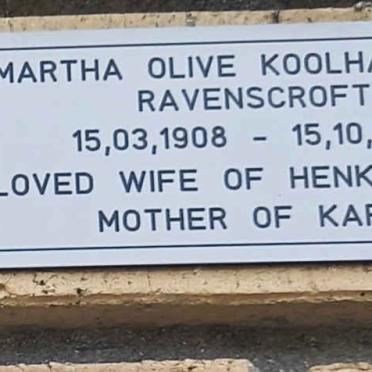 MARTHA OLIVE KOOLHA
RAVENSCROFT
15,03,1908 – 15,10,
LOVED WIFE OF HENK
MOTHER OF KAR